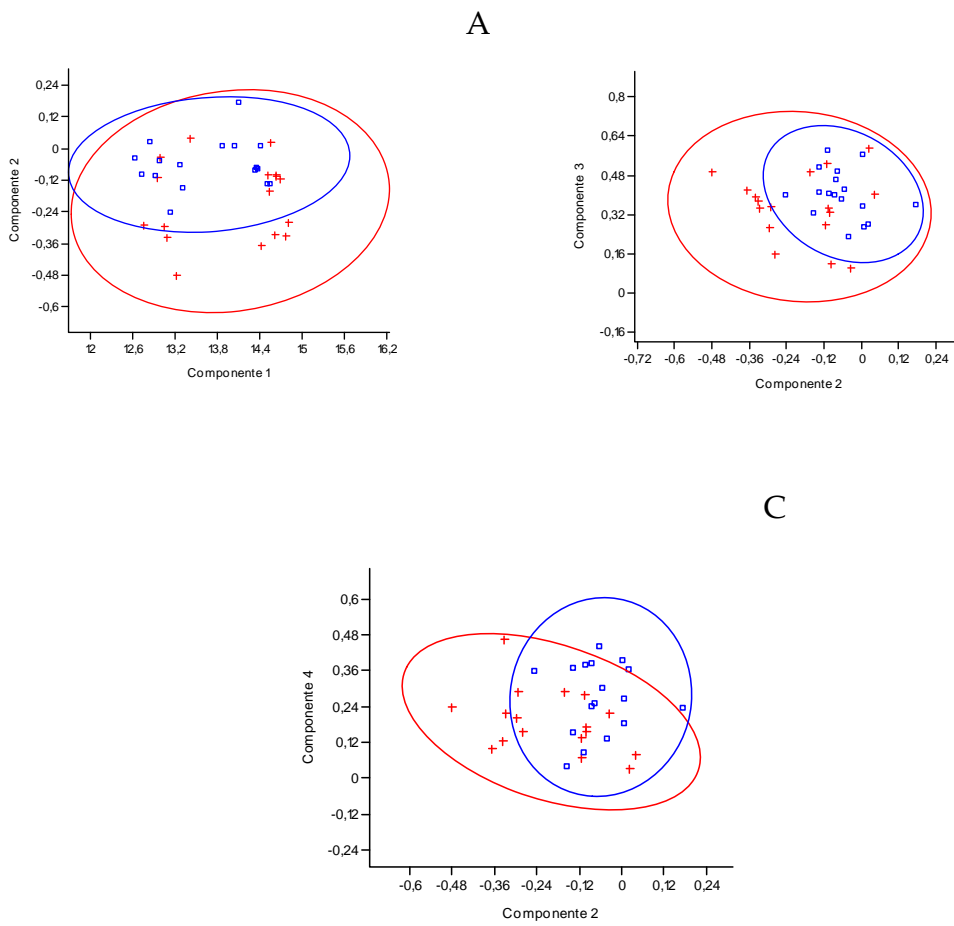 A
0,24
0,12
0
-0,12
-0,24
-0,36
-0,48
-0,6
Componente 2
12 12,6 13,2 13,8 14,4 15 15,6 16,2
Componente 1
0,8
0,64
0,48
0,32
0,16
0
-0,16
Componente 3
-0,72 -0,6 -0,48 -0,36 -0,24 -0,12 0 0,12 0,24
Componente 2
C
0,6
0,48
0,36
0,24
0,12
0
-0,12
-0,24
Componente 4
-0,6 -0,48 -0,36 -0,24 -0,12 0 0,12 0,24
Componente 2